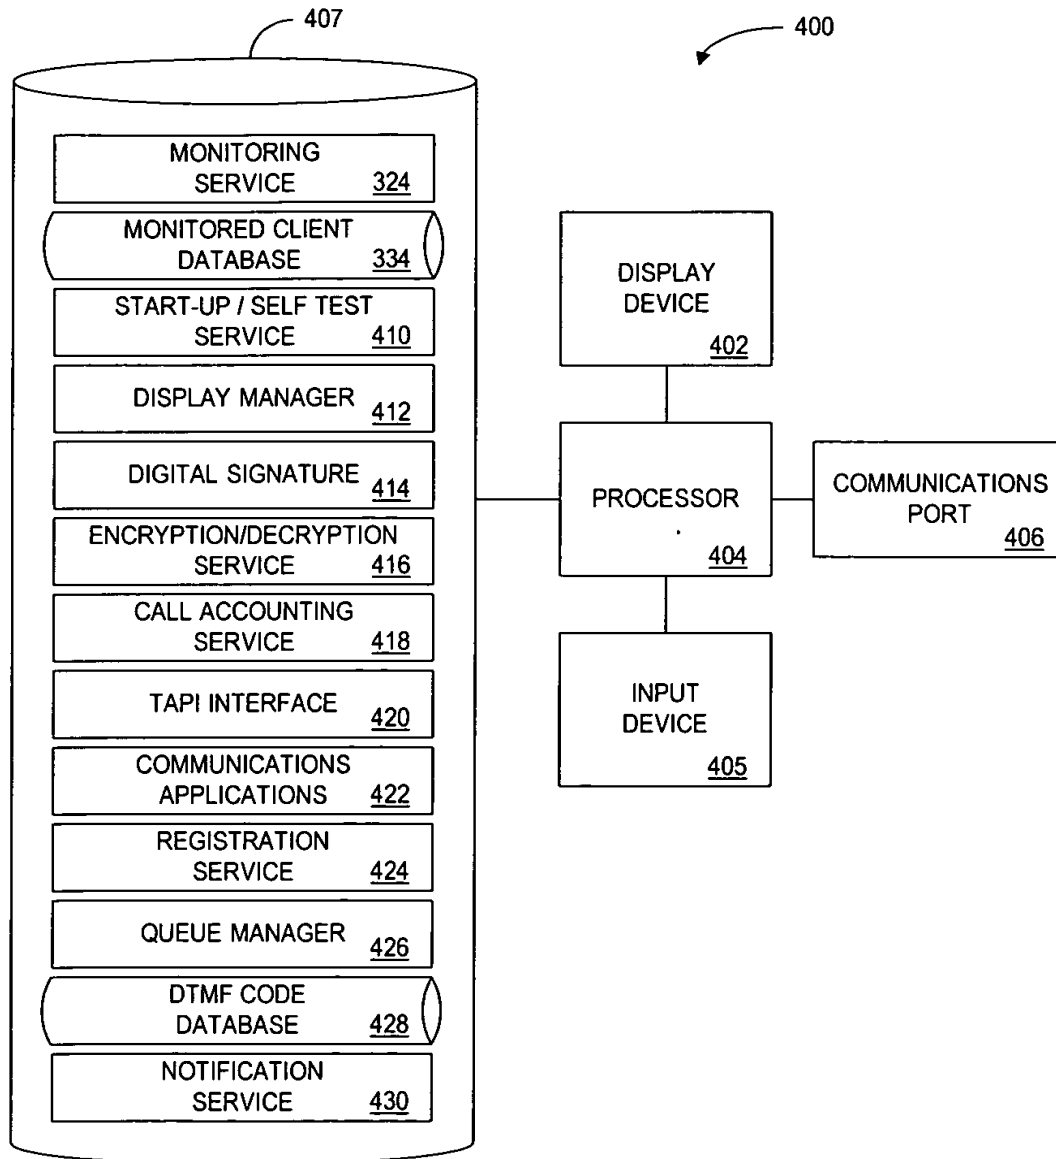 407
400
MONITORING
SERVICE 324
MONITORED CLIENT
DATABASE 334
START-UP / SELF TEST
SERVICE 410
DISPLAY MANAGER 412
DIGITAL SIGNATURE 414
ENCRYPTION/DECRYPTION
SERVICE 416
CALL ACCOUNTING
SERVICE 418
TAPI INTERFACE 420
COMMUNICATIONS
APPLICATIONS 422
REGISTRATION
SERVICE 424
QUEUE MANAGER 426
DTMF CODE
DATABASE 428
NOTIFICATION
SERVICE 430
DISPLAY
DEVICE
402
PROCESSOR
404
COMMUNICATIONS
PORT
406
INPUT
DEVICE
405